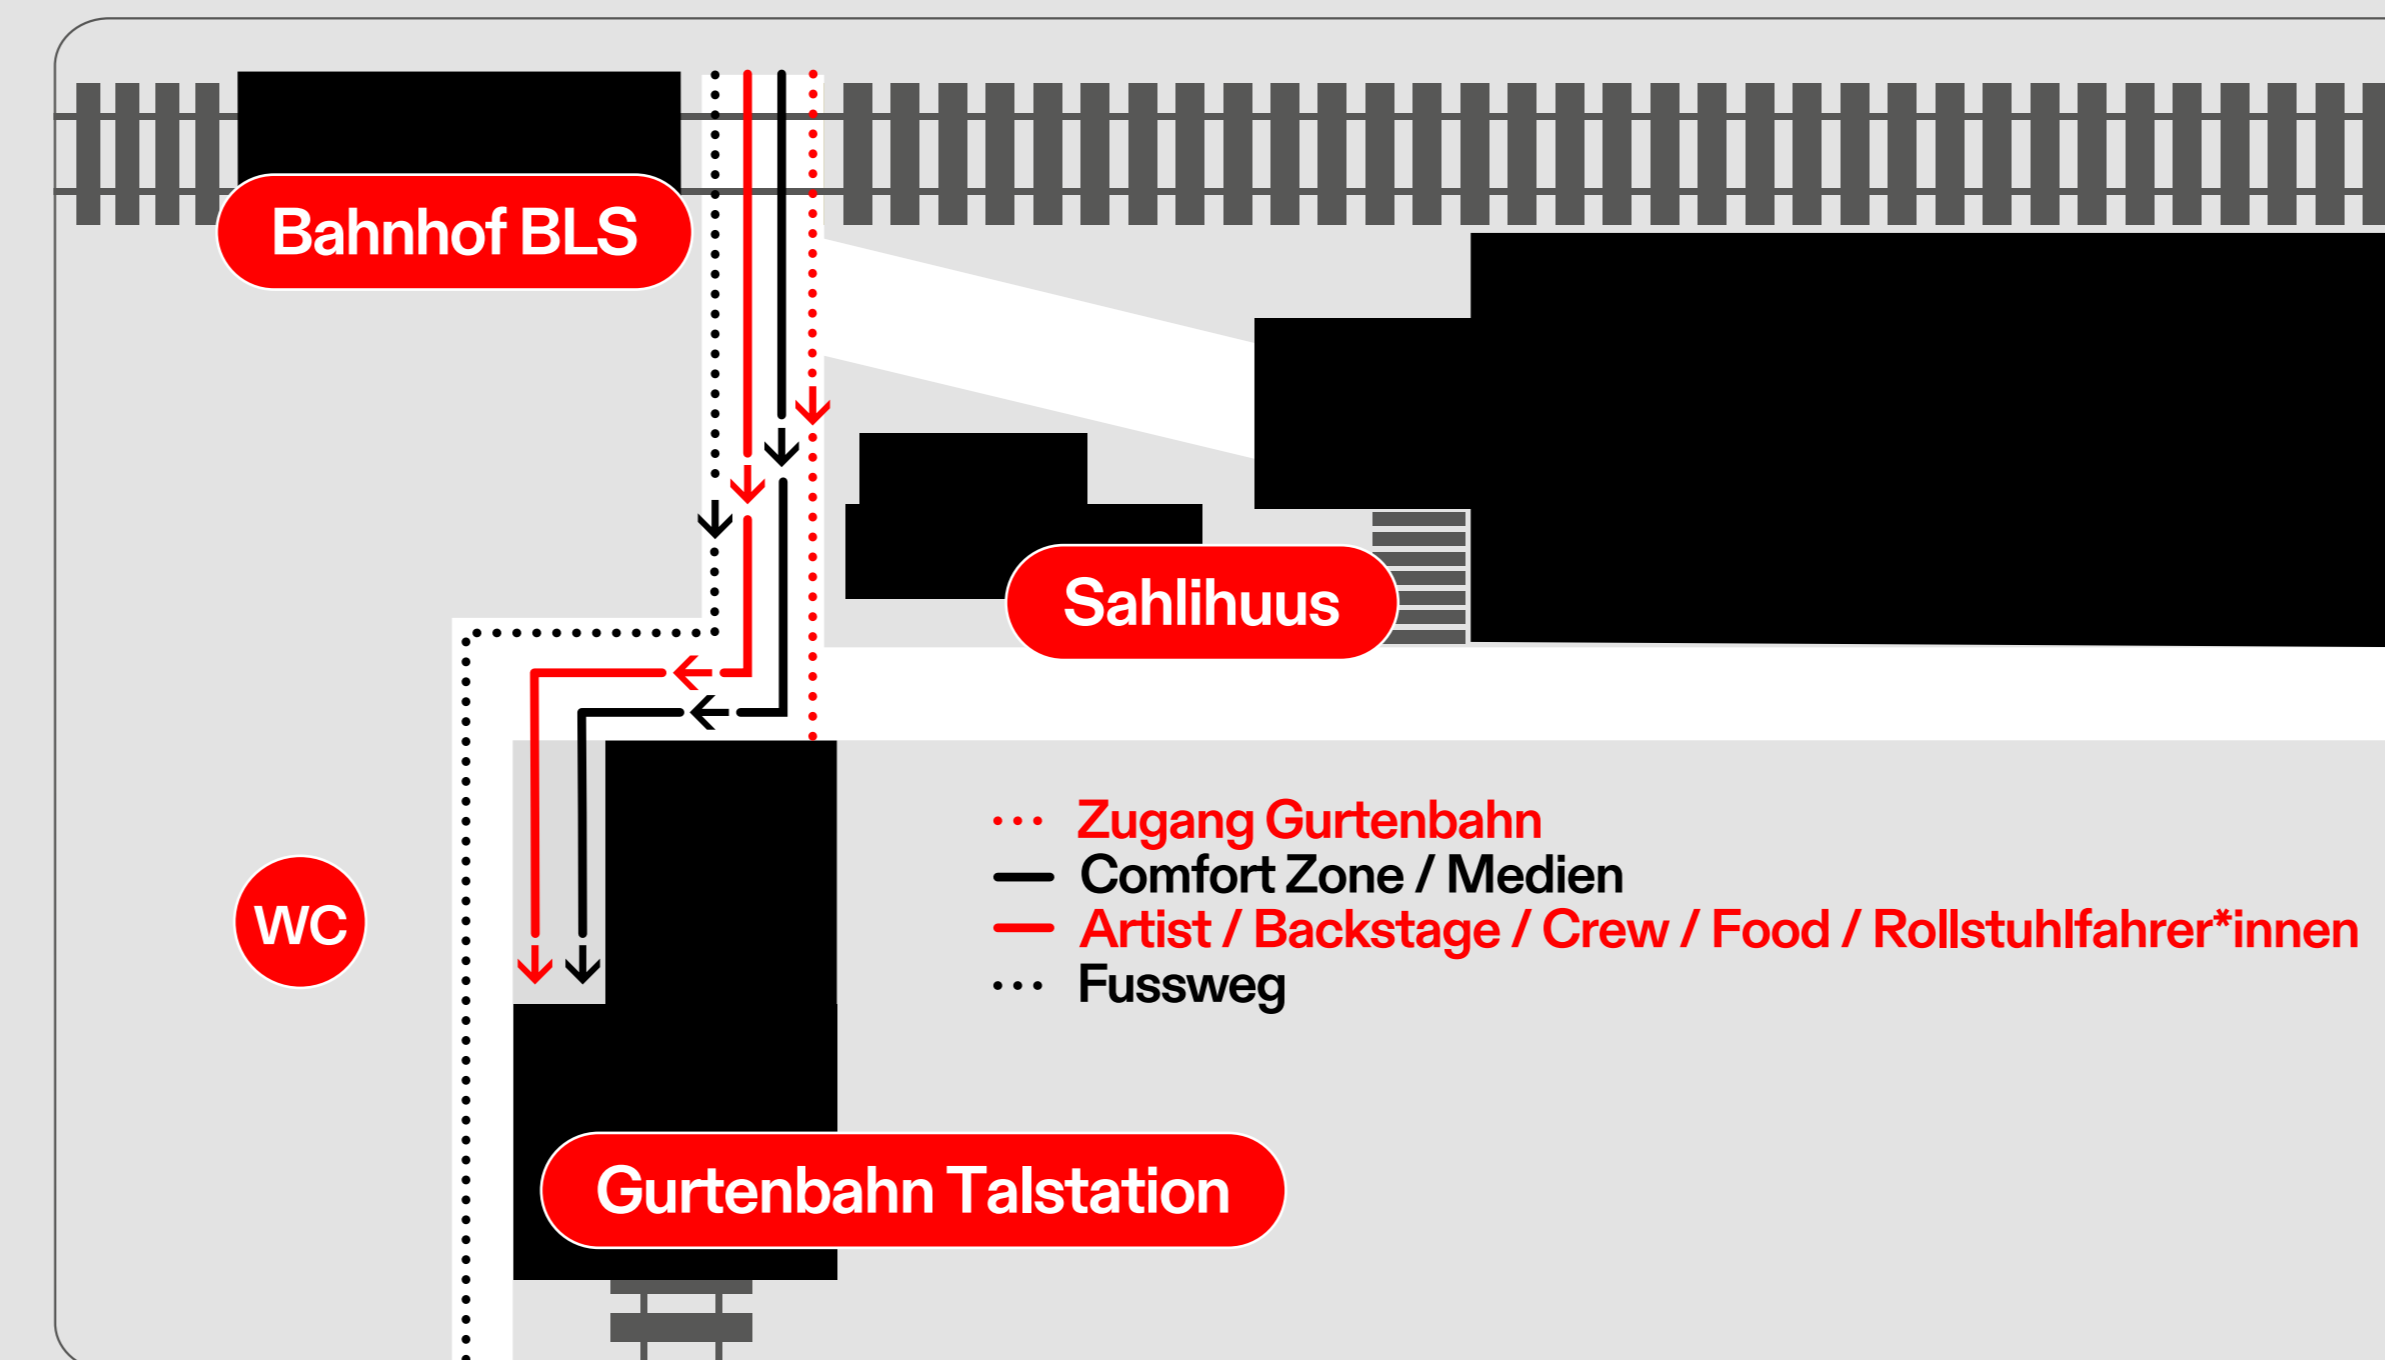 Bahnhof BLS
Sahlihuus
Zugang Gurtenbahn
Comfort Zone / Medien
Artist / Backstage / Crew / Food / Rollstuhlfahrer*innen
Fussweg
WC
Gurtenbahn Talstation